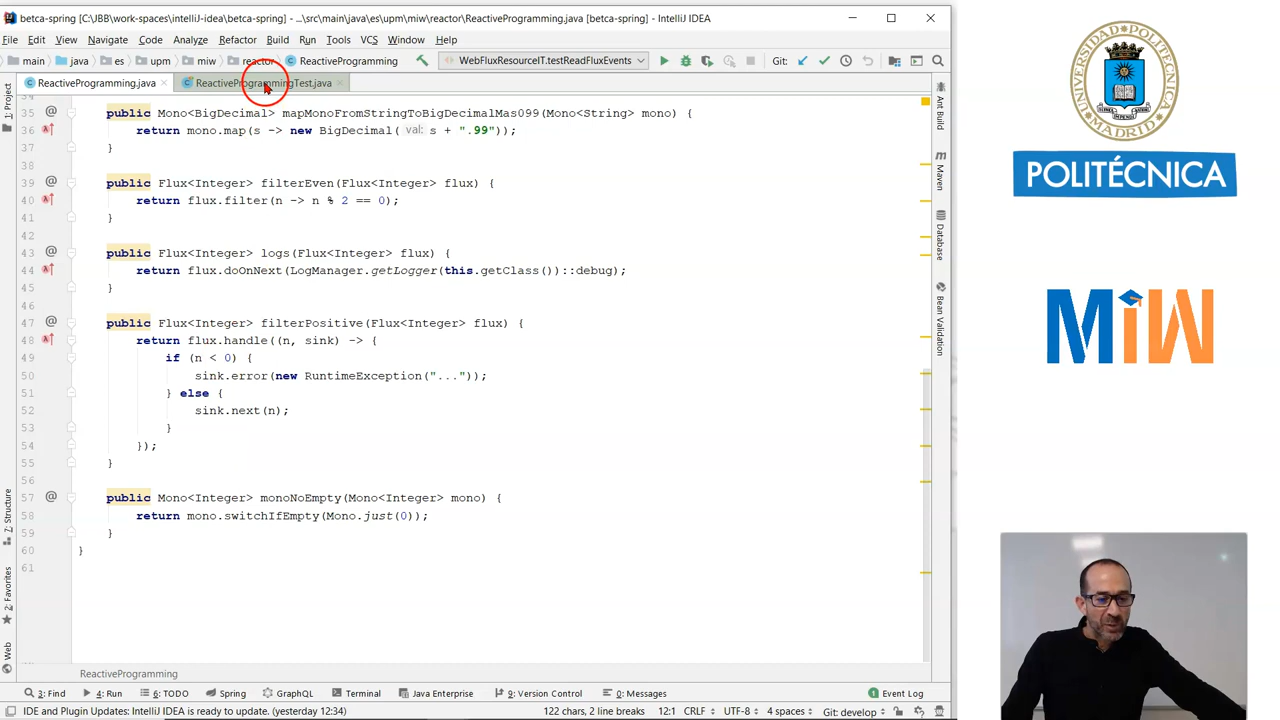 betca-spring [C:\JBB\work-spaces\intelliJ-idea\betca-spring] - ...\src\main\java\es\upm\miw\reactor\ReactiveProgramming.java [betca-spring] - IntelliJ IDEA
File Edit View Navigate Code Analyze Refactor Build Run Tools VCS Window Help
main java es upm miw reactor ReactiveProgramming WebFluxResourceIT.testReadFluxEvents Git:
ReactiveProgramming.java ReactiveProgrammingTest.java
35 public Mono<BigDecimal> mapMonoFromStringToBigDecimalMas099(Mono<String> mono) {
36 return mono.map(s -> new BigDecimal( val: s + ".99"));
37 }
38
39 public Flux<Integer> filterEven(Flux<Integer> flux) {
40 return flux.filter(n -> n % 2 == 0);
41 }
42
43 public Flux<Integer> logs(Flux<Integer> flux) {
44 return flux.doOnNext(LogManager.getLogger(this.getClass())::debug);
45 }
46
47 public Flux<Integer> filterPositive(Flux<Integer> flux) {
48 return flux.handle((n, sink) -> {
49 if (n < 0) {
50 sink.error(new RuntimeException("..."));
51 } else {
52 sink.next(n);
53 }
54 });
55 }
56
57 public Mono<Integer> monoNoEmpty(Mono<Integer> mono) {
58 return mono.switchIfEmpty(Mono.just(0));
59 }
60 }
61
ReactiveProgramming
3: Find 4: Run 6: TODO Spring GraphQL Terminal Java Enterprise 9: Version Control 0: Messages Event Log
IDE and Plugin Updates: IntelliJ IDEA is ready to update. (yesterday 12:34) 122 chars, 2 line breaks 12:1 CRLF UTF-8 4 spaces Git: develop
1: Project
7: Structure
2: Favorites
Web
Ant Build
Maven
Database
Bean Validation
POLITÉCNICA
MiW